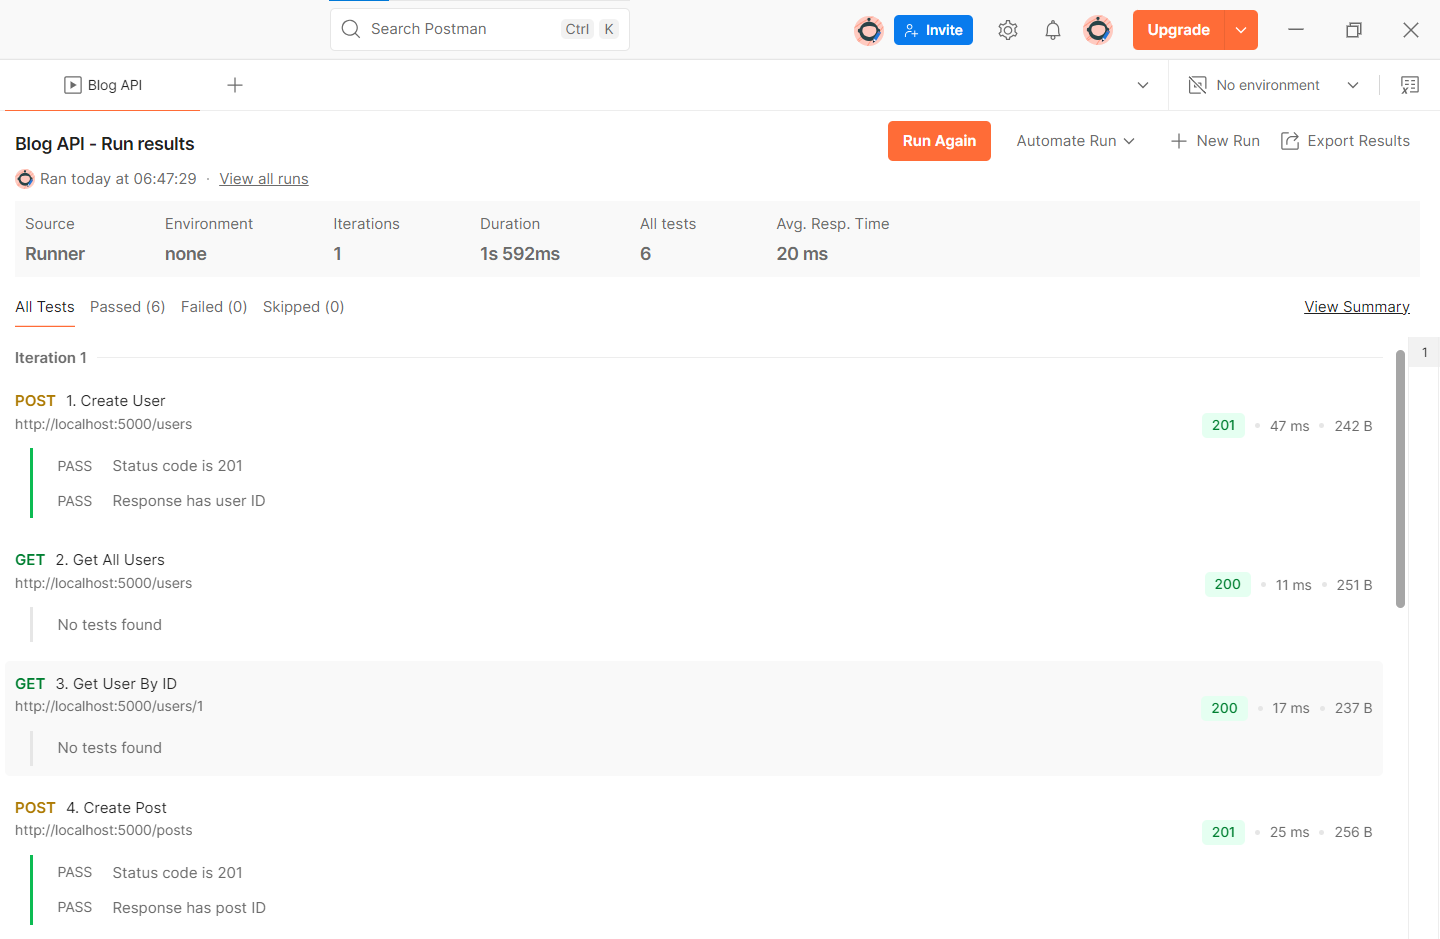 Search Postman Ctrl K Invite Upgrade
Blog API No environment
Blog API - Run results Run Again Automate Run New Run Export Results
Ran today at 06:47:29 · View all runs
Source Environment Iterations Duration All tests Avg. Resp. Time
Runner none 1 1s 592ms 6 20 ms
All Tests Passed (6) Failed (0) Skipped (0) View Summary
Iteration 1 1
POST 1. Create User
http://localhost:5000/users 201 • 47 ms • 242 B
PASS Status code is 201
PASS Response has user ID
GET 2. Get All Users
http://localhost:5000/users 200 • 11 ms • 251 B
No tests found
GET 3. Get User By ID
http://localhost:5000/users/1 200 • 17 ms • 237 B
No tests found
POST 4. Create Post
http://localhost:5000/posts 201 • 25 ms • 256 B
PASS Status code is 201
PASS Response has post ID